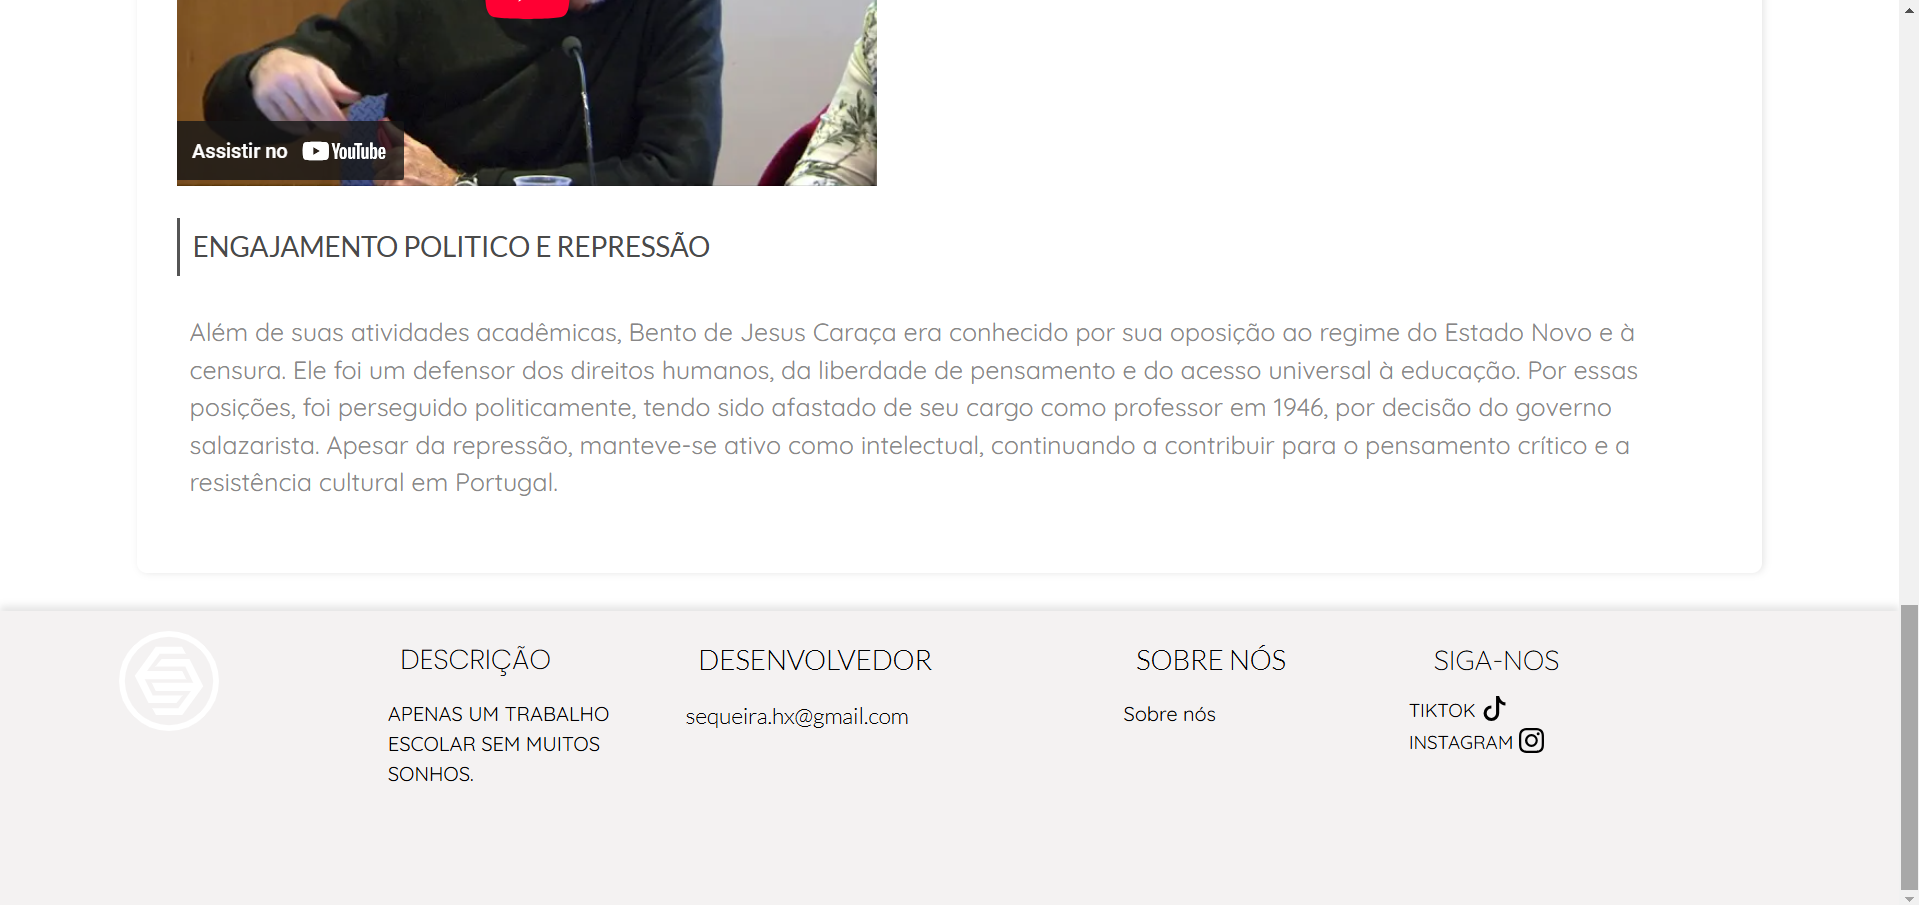 Assistir no YouTube
ENGAJAMENTO POLITICO E REPRESSÃO
Além de suas atividades acadêmicas, Bento de Jesus Caraça era conhecido por sua oposição ao regime do Estado Novo e à
censura. Ele foi um defensor dos direitos humanos, da liberdade de pensamento e do acesso universal à educação. Por essas
posições, foi perseguido politicamente, tendo sido afastado de seu cargo como professor em 1946, por decisão do governo
salazarista. Apesar da repressão, manteve-se ativo como intelectual, continuando a contribuir para o pensamento crítico e a
resistência cultural em Portugal.
DESCRIÇÃO
APENAS UM TRABALHO
ESCOLAR SEM MUITOS
SONHOS.
DESENVOLVEDOR
sequeira.hx@gmail.com
SOBRE NÓS
Sobre nós
SIGA-NOS
TIKTOK
INSTAGRAM